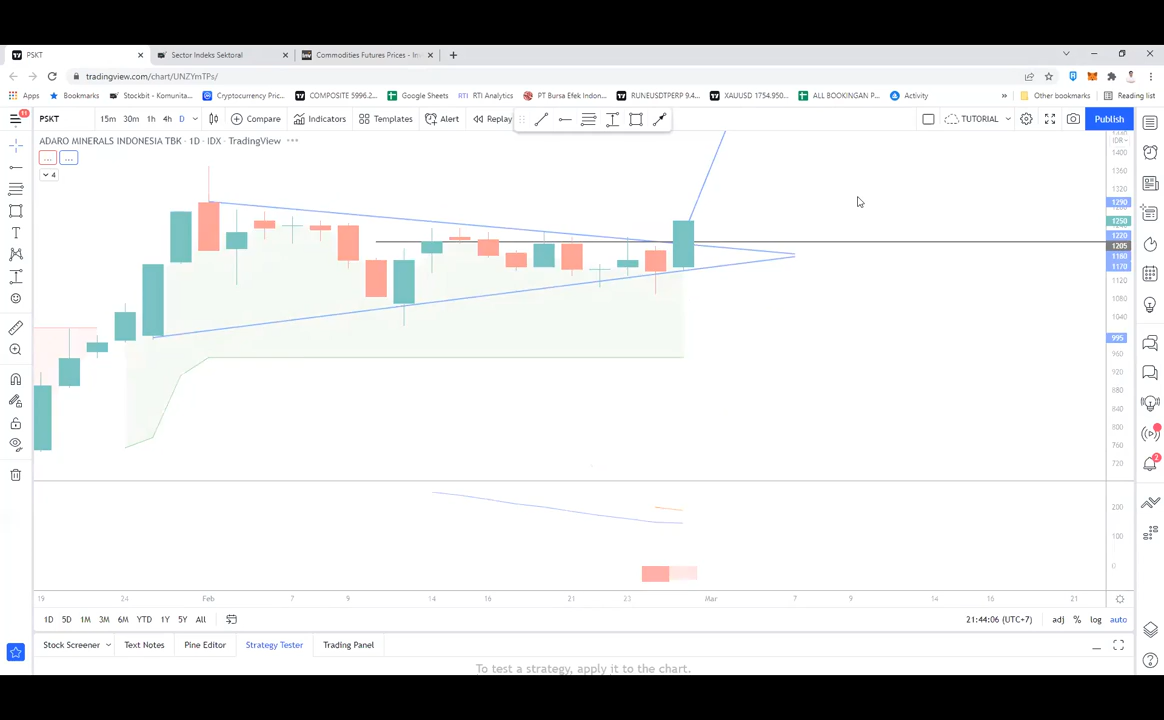 PSKT
Sector Indeks Sektoral
Commodities Futures Prices - Inv
tradingview.com/chart/UNZYmTPs/
Apps
Bookmarks
Stockbit - Komunita...
Cryptocurrency Pric...
COMPOSITE 5996.2...
Google Sheets
RTI Analytics
PT Bursa Efek Indon...
RUNEUSDTPERP 9.4...
XAUUSD 1754.950...
ALL BOOKINGAN P...
Activity
»
Other bookmarks
Reading list
11
PSKT
15m
30m
1h
4h
D
Compare
Indicators
Templates
Alert
Replay
TUTORIAL
Publish
ADARO MINERALS INDONESIA TBK · 1D · IDX · TradingView
...
...
4
IDR
1400
1360
1320
1290
1250
1220
1205
1180
1170
1120
1080
1040
995
960
920
880
840
800
760
720
200
100
0
19
24
Feb
7
9
14
16
21
23
Mar
7
9
14
16
21
1D
5D
1M
3M
6M
YTD
1Y
5Y
All
21:44:06 (UTC+7)
adj
%
log
auto
Stock Screener
Text Notes
Pine Editor
Strategy Tester
Trading Panel
To test a strategy, apply it to the chart.
2